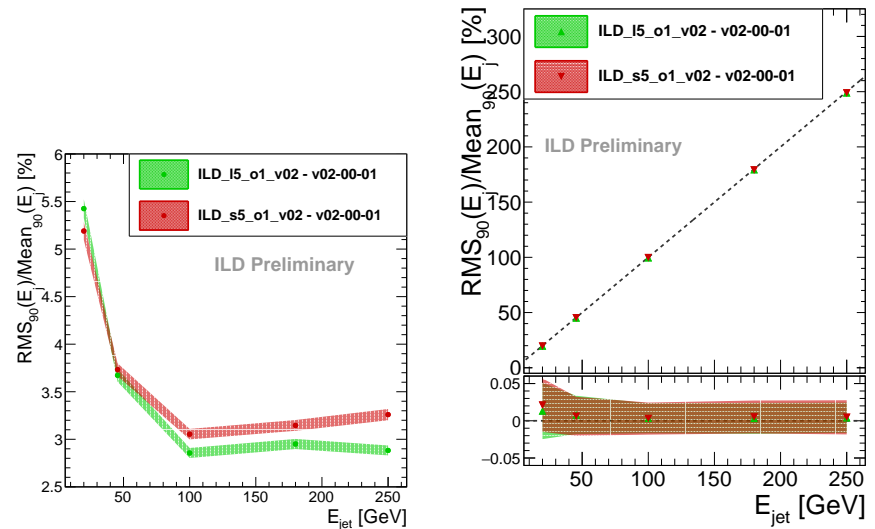 RMS90(Ej)/Mean90(Ej) [%]
6
5.5
5
4.5
4
3.5
3
2.5
ILD_l5_o1_v02 - v02-00-01
ILD_s5_o1_v02 - v02-00-01
ILD Preliminary
50 100 150 200 250
Ejet [GeV]
RMS90(Ej)/Mean90(Ej) [%]
300
250
200
150
100
50
0
ILD_l5_o1_v02 - v02-00-01
ILD_s5_o1_v02 - v02-00-01
ILD Preliminary
0.05
0
−0.05
50 100 150 200 250
Ejet [GeV]